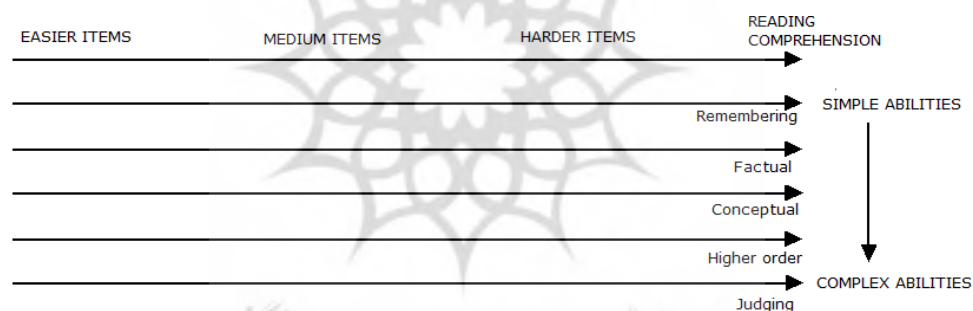 READING
COMPREHENSION
EASIER ITEMS
MEDIUM ITEMS
HARDER ITEMS
SIMPLE ABILITIES
Remembering
Factual
Conceptual
Higher order
COMPLEX ABILITIES
Judging